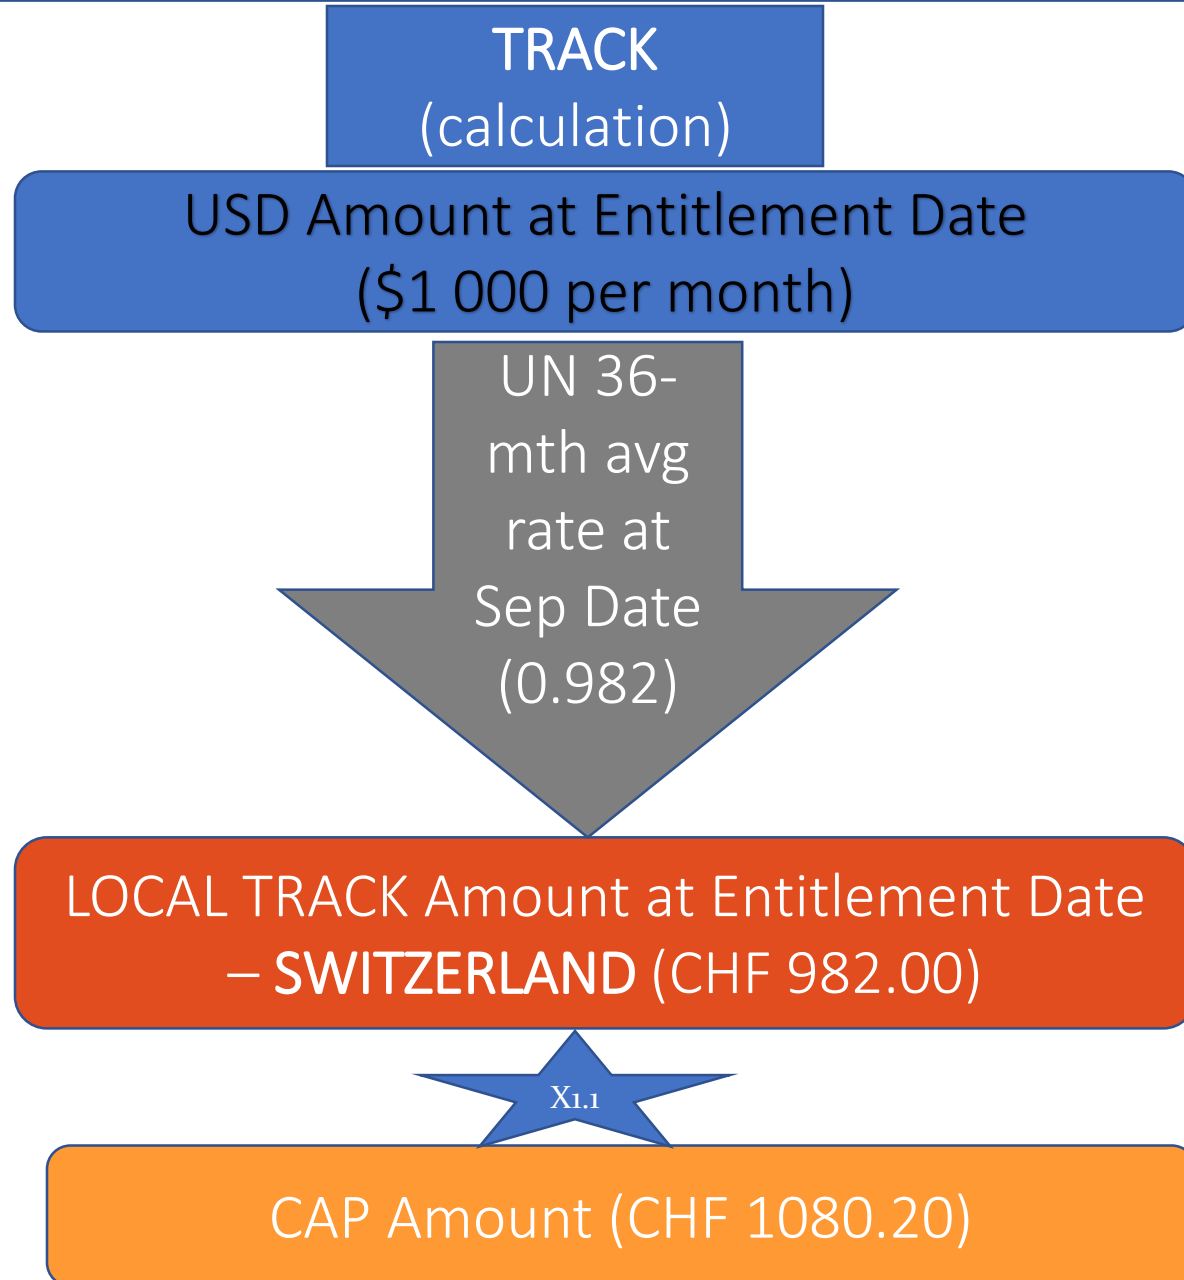 TRACK
(calculation)
USD Amount at Entitlement Date
($1 000 per month)
UN 36-
mth avg
rate at
Sep Date
(0.982)
LOCAL TRACK Amount at Entitlement Date
– SWITZERLAND (CHF 982.00)
X1.1
CAP Amount (CHF 1080.20)